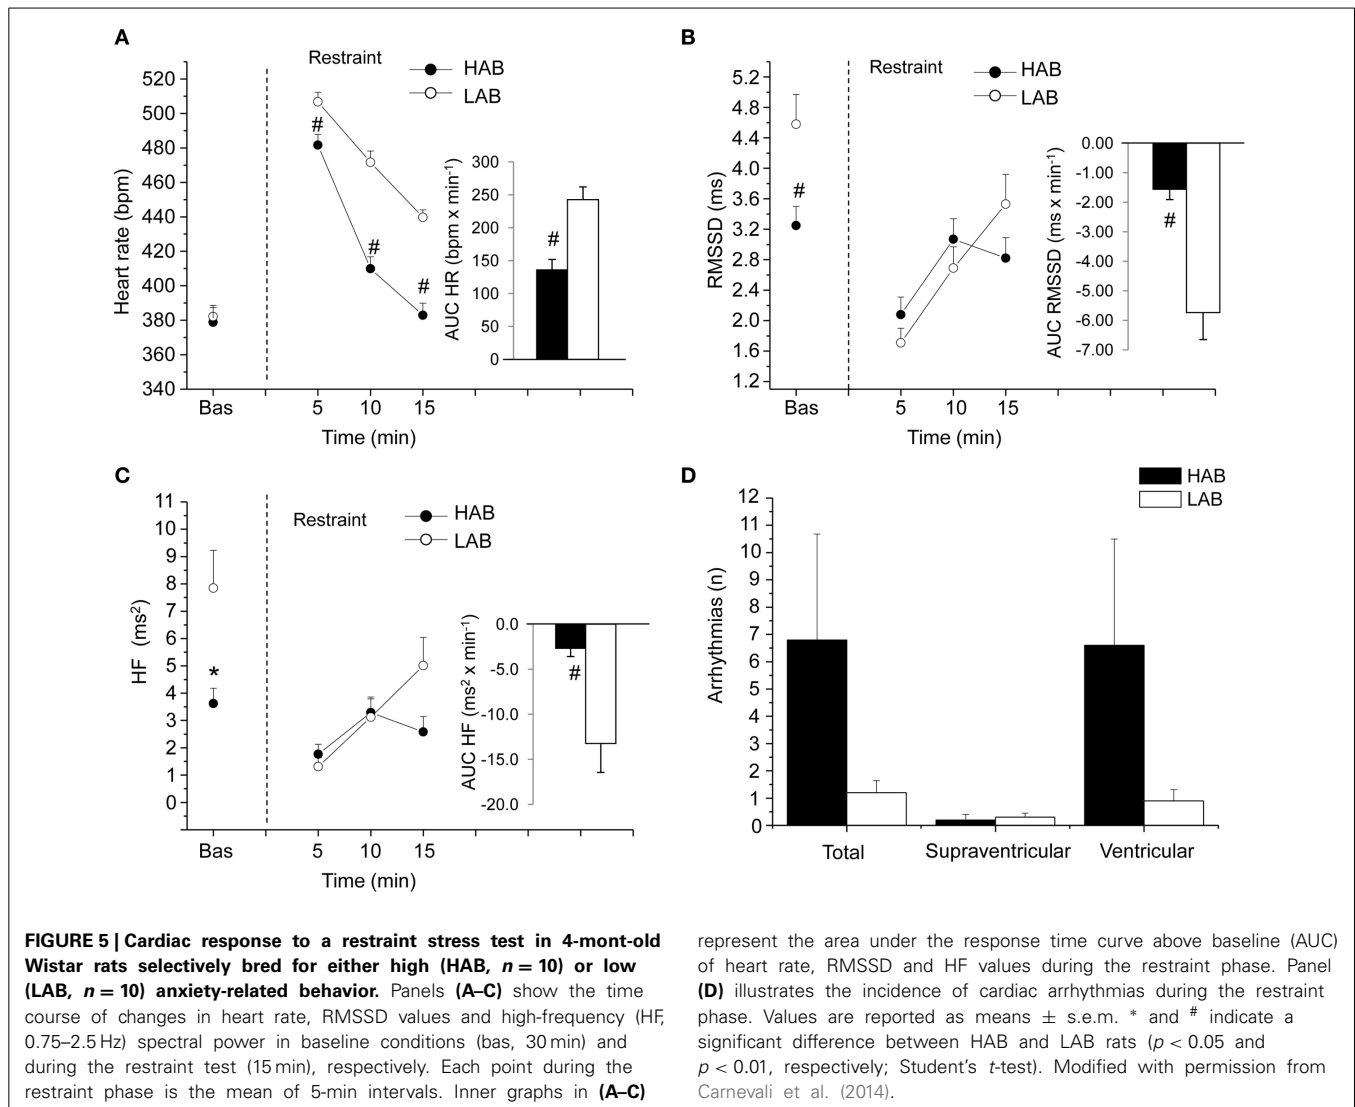 A
Restraint
HAB
LAB
520
500
480
460
440
420
400
380
360
340
Heart rate (bpm)
#
#
#
300
250
200
150
100
50
0
AUC HR (bpm x min-1)
#
Bas
5
10
15
Time (min)
B
Restraint
HAB
LAB
5.2
4.8
4.4
4.0
3.6
3.2
2.8
2.4
2.0
1.6
1.2
RMSSD (ms)
#
0.00
-1.00
-2.00
-3.00
-4.00
-5.00
-6.00
-7.00
AUC RMSSD (ms x min-1)
#
Bas
5
10
15
Time (min)
C
Restraint
HAB
LAB
11
10
9
8
7
6
5
4
3
2
1
0
HF (ms2)
*
0.0
-5.0
-10.0
-15.0
-20.0
AUC HF (ms2 x min-1)
#
Bas
5
10
15
Time (min)
D
HAB
LAB
12
11
10
9
8
7
6
5
4
3
2
1
0
Arrhythmias (n)
Total
Supraventricular
Ventricular
FIGURE 5 | Cardiac response to a restraint stress test in 4-mont-old
Wistar rats selectively bred for either high (HAB, n = 10) or low
(LAB, n = 10) anxiety-related behavior. Panels (A–C) show the time
course of changes in heart rate, RMSSD values and high-frequency (HF,
0.75–2.5 Hz) spectral power in baseline conditions (bas, 30 min) and
during the restraint test (15 min), respectively. Each point during the
restraint phase is the mean of 5-min intervals. Inner graphs in (A–C)
represent the area under the response time curve above baseline (AUC)
of heart rate, RMSSD and HF values during the restraint phase. Panel
(D) illustrates the incidence of cardiac arrhythmias during the restraint
phase. Values are reported as means ± s.e.m. * and # indicate a
significant difference between HAB and LAB rats (p < 0.05 and
p < 0.01, respectively; Student's t-test). Modified with permission from
Carnevali et al. (2014).